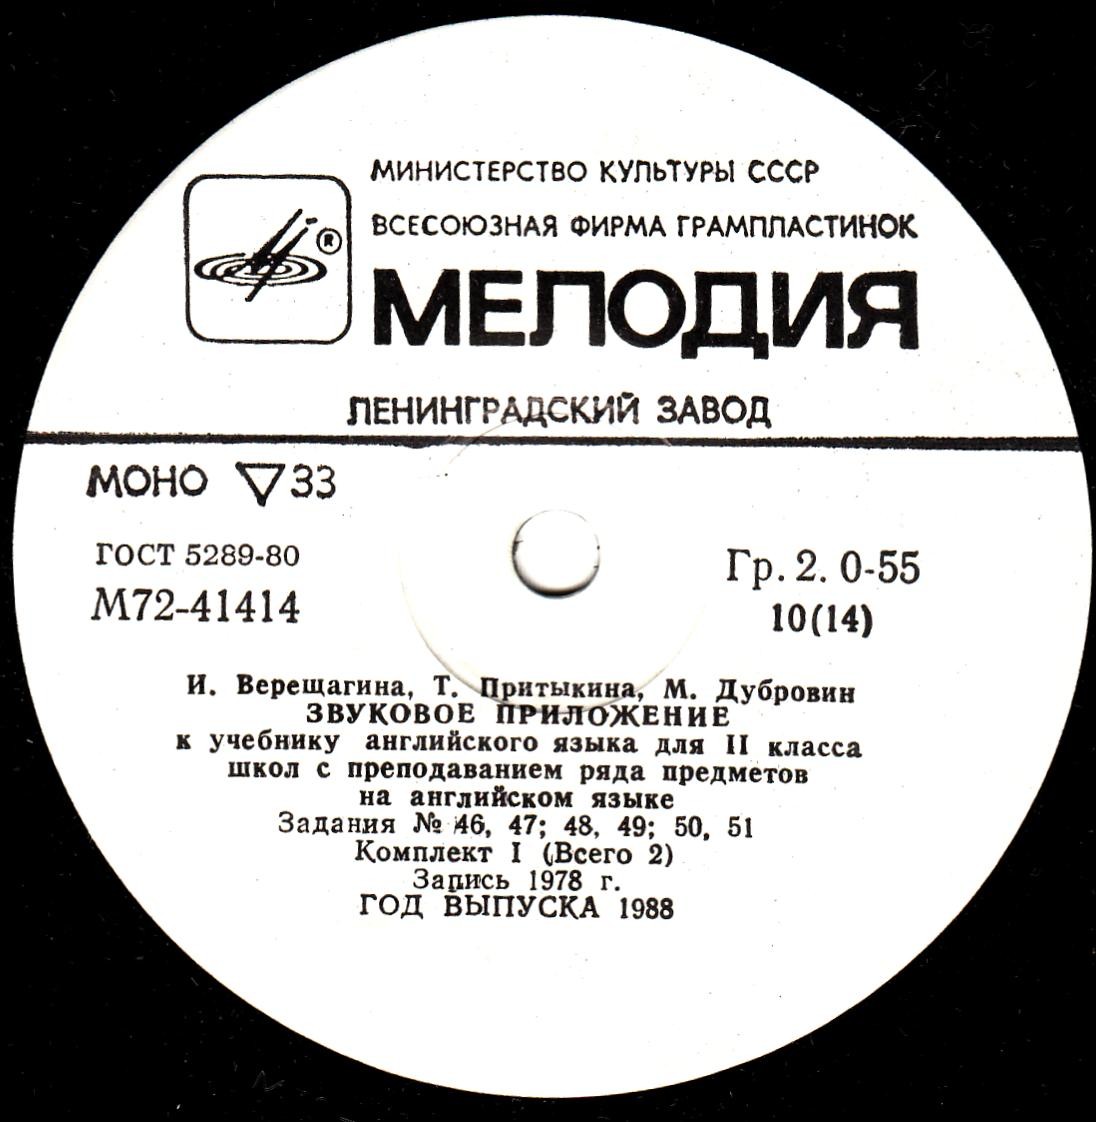 МИНИСТЕРСТВО КУЛЬТУРЫ СССР
ВСЕСОЮЗНАЯ ФИРМА ГРАМПЛАСТИНОК
®
МЕЛОДИЯ
ЛЕНИНГРАДСКИЙ ЗАВОД
МОНО ▽33
ГОСТ 5289-80
М72-41414
Гр. 2. 0-55
10(14)
И. Верещагина, Т. Притыкина, М. Дубровин
ЗВУКОВОЕ ПРИЛОЖЕНИЕ
к учебнику английского языка для II класса
школ с преподаванием ряда предметов
на английском языке
Задания № 46, 47; 48, 49; 50, 51
Комплект I (Всего 2)
Запись 1978 г.
ГОД ВЫПУСКА 1988